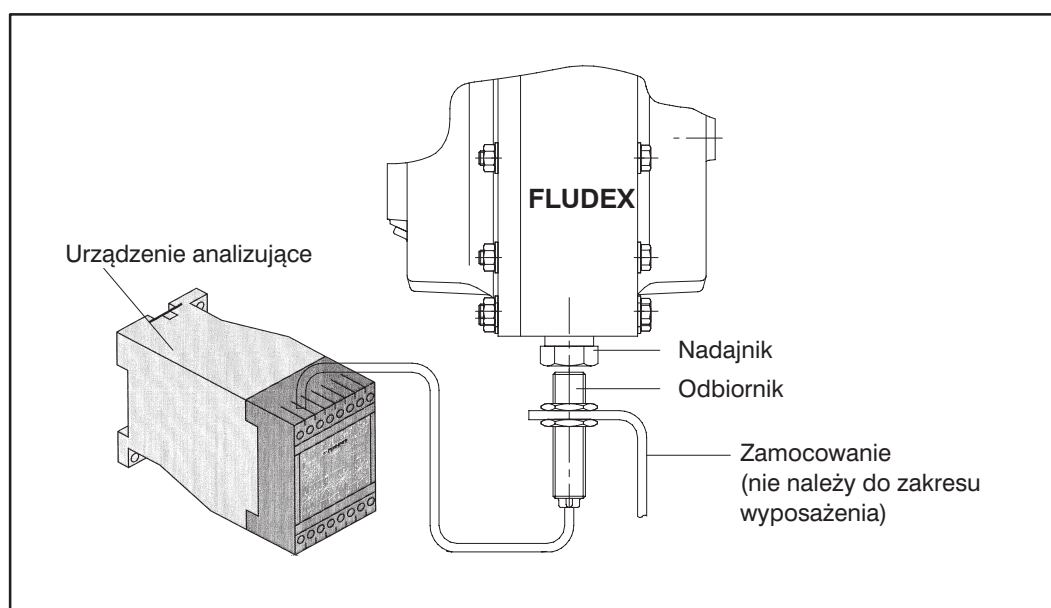 FLUDEX
Urządzenie analizujące
Nadajnik
Odbiornik
Zamocowanie
(nie należy do zakresu
wyposażenia)